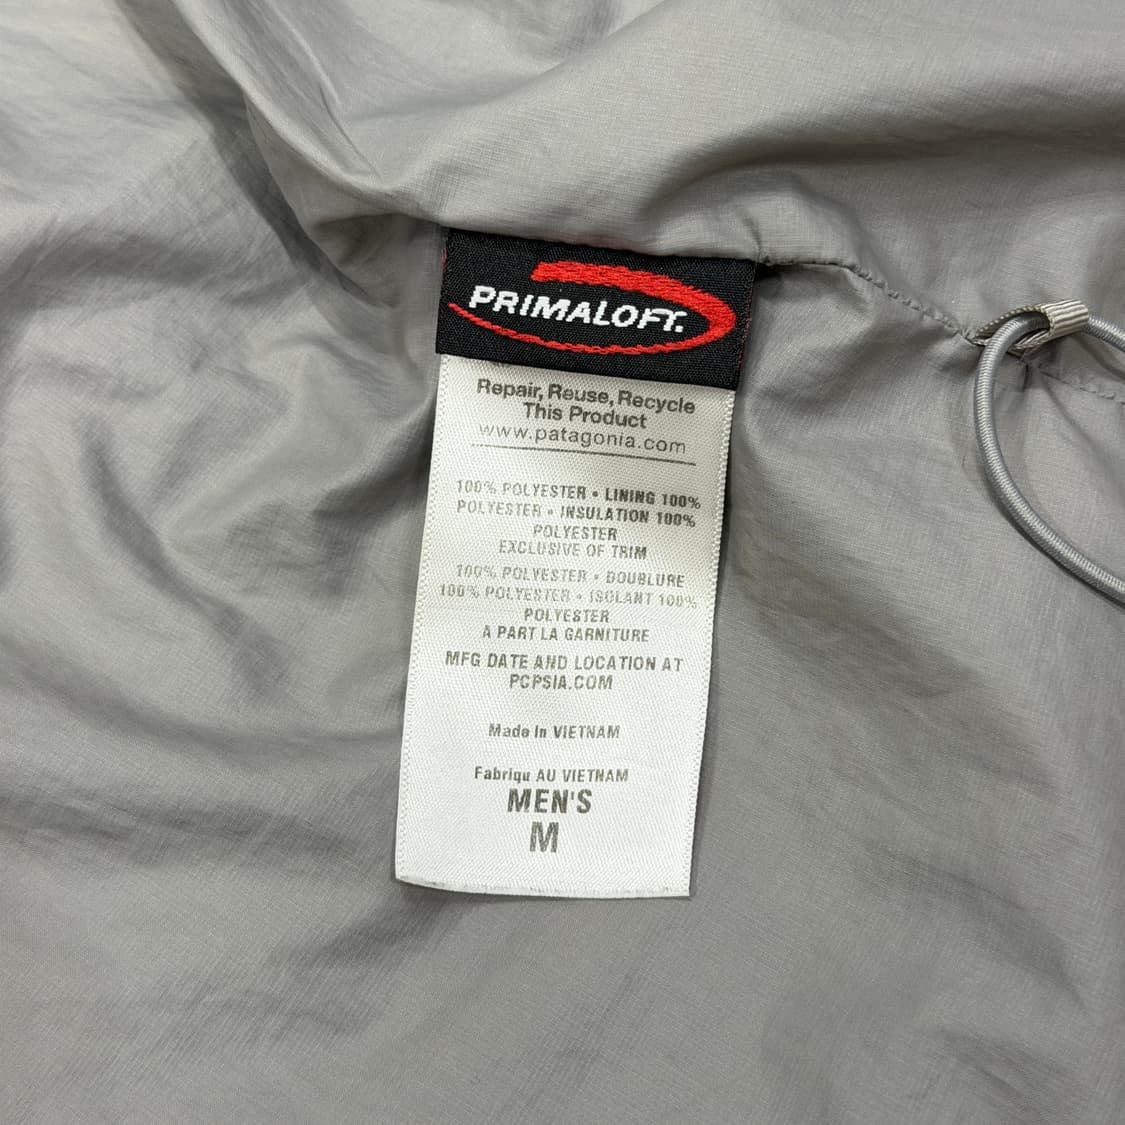 PRIMALOFT.
Repair, Reuse, Recycle
This Product
www.patagonia.com
100% POLYESTER • LINING 100%
POLYESTER • INSULATION 100%
POLYESTER
EXCLUSIVE OF TRIM
100% POLYESTER • DOUBLURE
100% POLYESTER • ISOLANT 100%
POLYESTER
A PART LA GARNITURE
MFG DATE AND LOCATION AT
PCPSIA.COM
Made In VIETNAM
Fabriqu AU VIETNAM
MEN'S
M